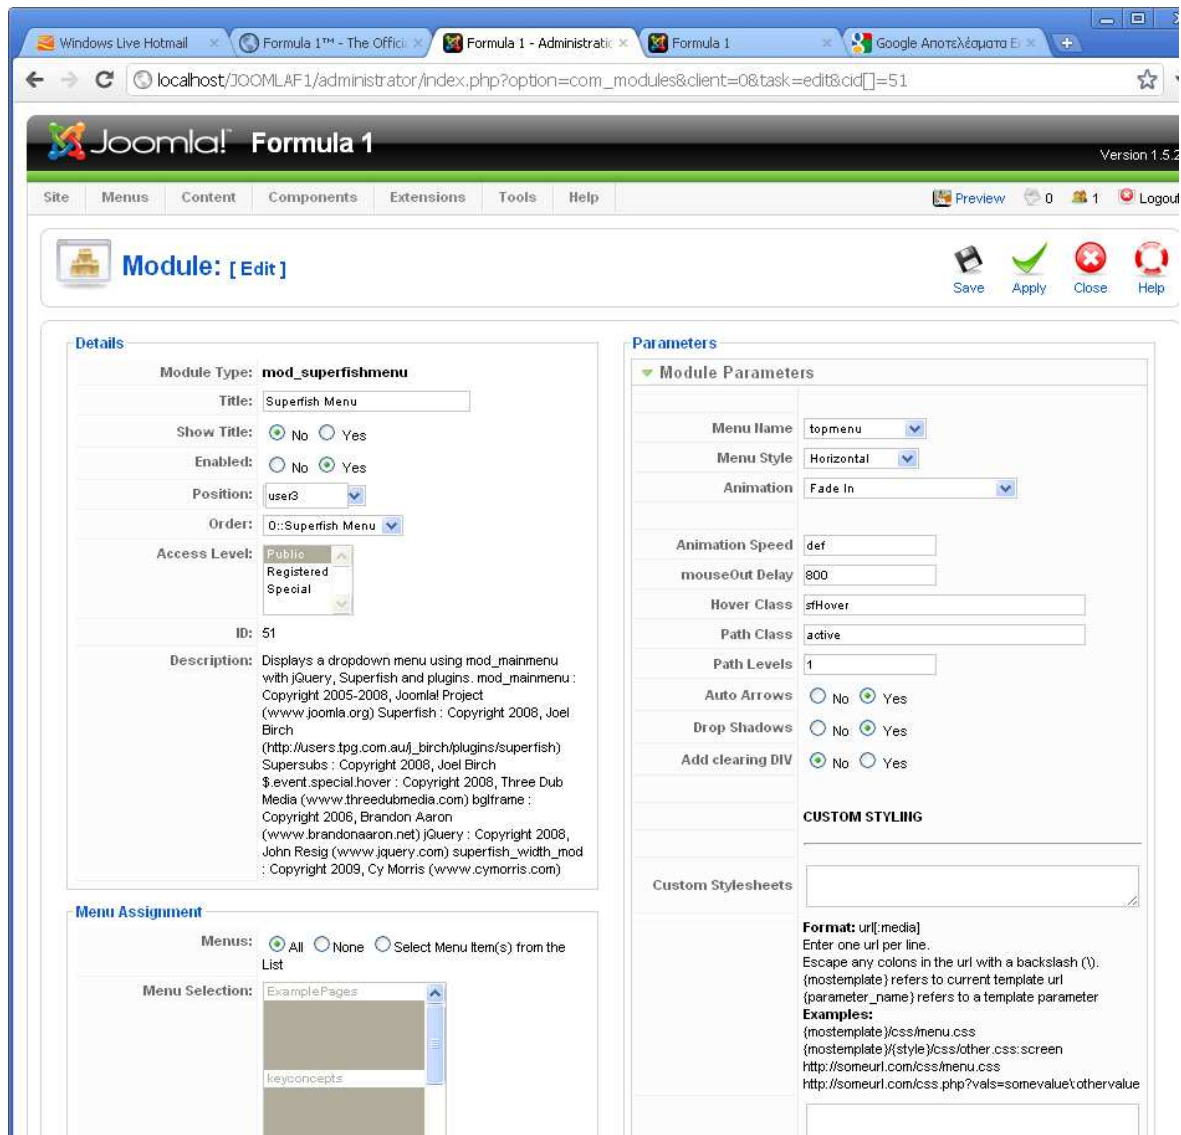 Windows Live Hotmail
Formula 1™ - The Offici
Formula 1 - Administratic
Formula 1
Google Αποτελέσματα Ει
localhost/JOOMLAF1/administrator/index.php?option=com_modules&client=0&task=edit&cid[]=51
Joomla!™ Formula 1
Version 1.5.2
Site Menus Content Components Extensions Tools Help
Preview 0 1 Logout
Module: [ Edit ]
Save Apply Close Help
Details
Module Type: mod_superfishmenu
Title: Superfish Menu
Show Title: No Yes
Enabled: No Yes
Position: user3
Order: 0::Superfish Menu
Access Level: Public
Registered
Special
ID: 51
Description: Displays a dropdown menu using mod_mainmenu
with jQuery, Superfish and plugins. mod_mainmenu :
Copyright 2005-2008, Joomla! Project
(www.joomla.org) Superfish : Copyright 2008, Joel
Birch
(http://users.tpg.com.au/j_birch/plugins/superfish)
Supersubs : Copyright 2008, Joel Birch
$.event.special.hover : Copyright 2008, Three Dub
Media (www.threedubmedia.com) bgIframe :
Copyright 2006, Brandon Aaron
(www.brandonaaron.net) jQuery : Copyright 2008,
John Resig (www.jquery.com) superfish_width_mod
: Copyright 2009, Cy Morris (www.cymorris.com)
Menu Assignment
Menus: All None Select Menu Item(s) from the
List
Menu Selection: ExamplePages
keyconcepts
Parameters
Module Parameters
Menu Name topmenu
Menu Style Horizontal
Animation Fade In
Animation Speed def
mouseOut Delay 800
Hover Class sfHover
Path Class active
Path Levels 1
Auto Arrows No Yes
Drop Shadows No Yes
Add clearing DIV No Yes
CUSTOM STYLING
Custom Stylesheets
Format: url[:media]
Enter one url per line.
Escape any colons in the url with a backslash (\).
{mostemplate} refers to current template url
{parameter_name} refers to a template parameter
Examples:
{mostemplate}/css/menu.css
{mostemplate}/{style}/css/other.css:screen
http://someurl.com/css/menu.css
http://someurl.com/css.php?vals=somevalue\:othervalue